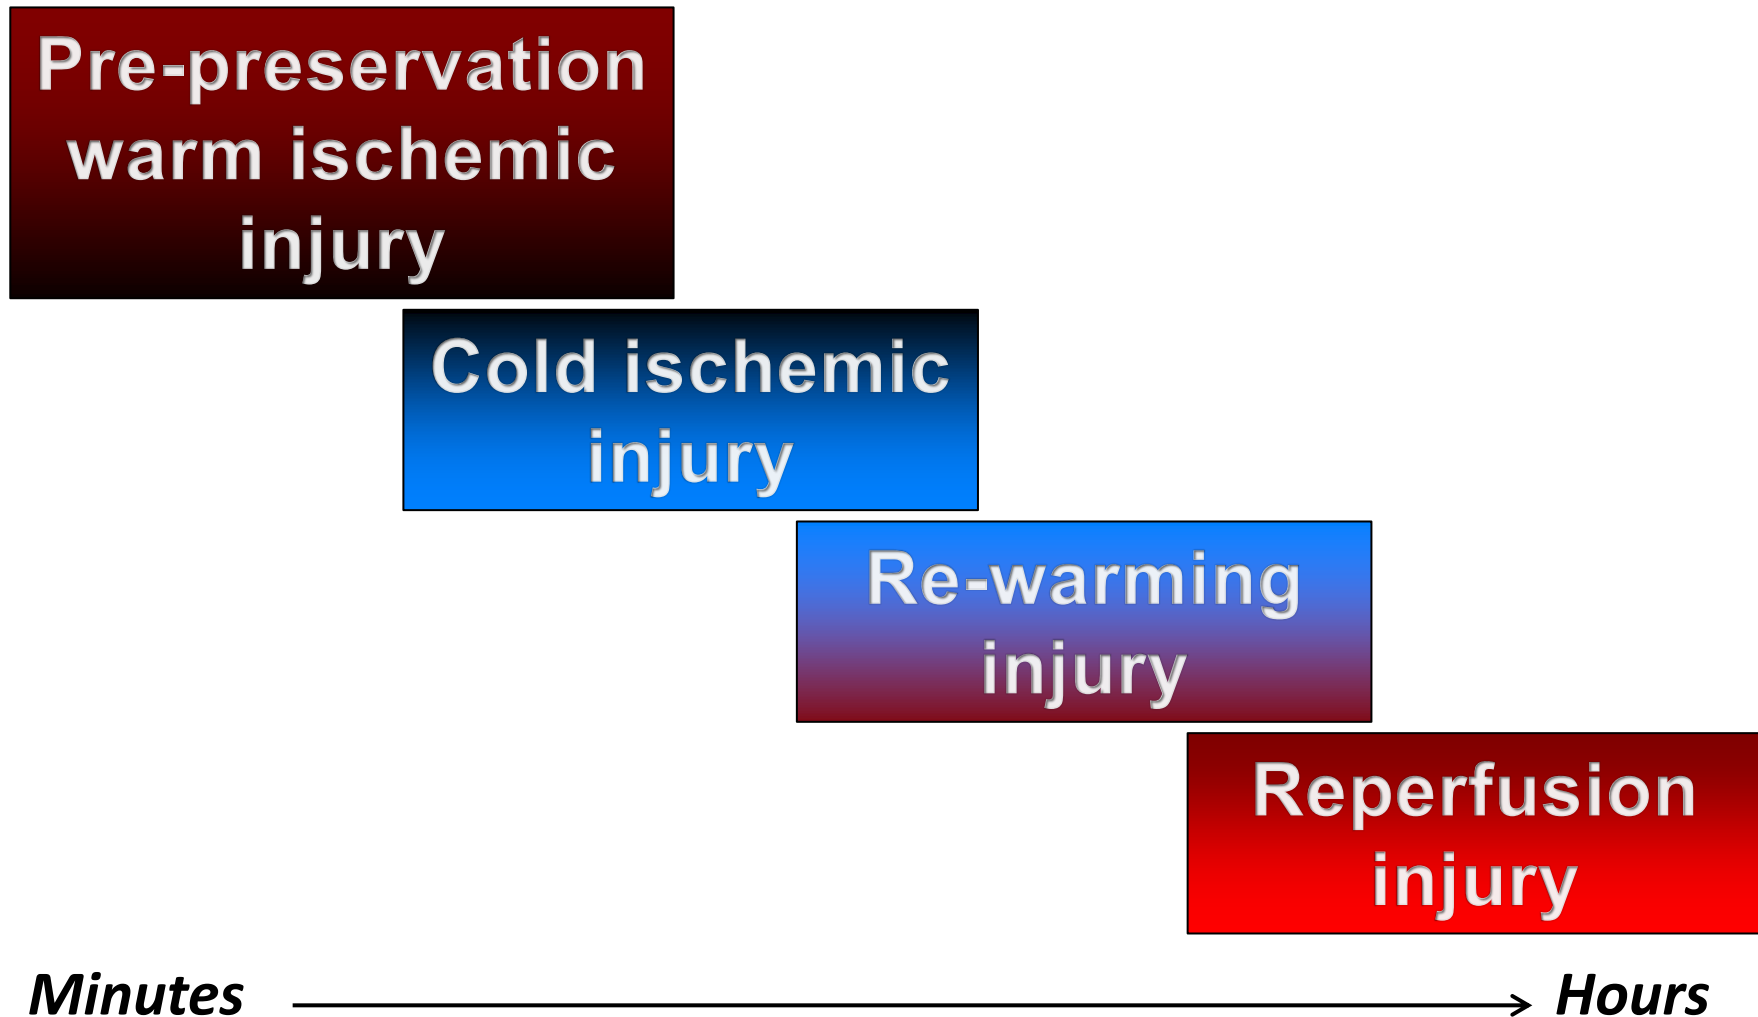 Pre-preservation
warm ischemic
injury
Cold ischemic
injury
Re-warming
injury
Reperfusion
injury
Minutes
Hours